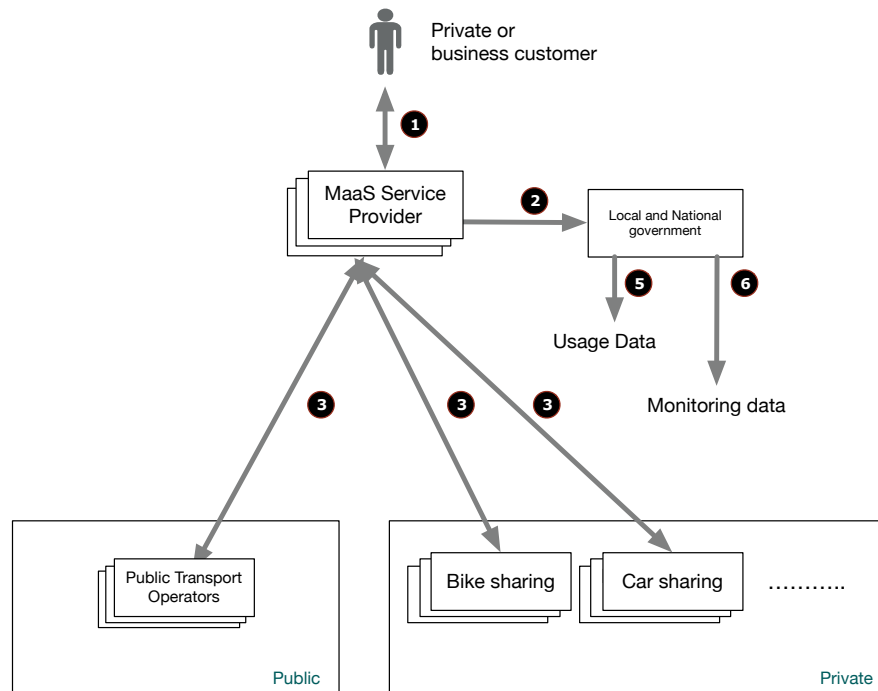 Private or
business customer
1
MaaS Service
Provider
2
Local and National
government
5
6
Usage Data
Monitoring data
3
3
3
Public Transport
Operators
Bike sharing
Car sharing
...........
Public
Private